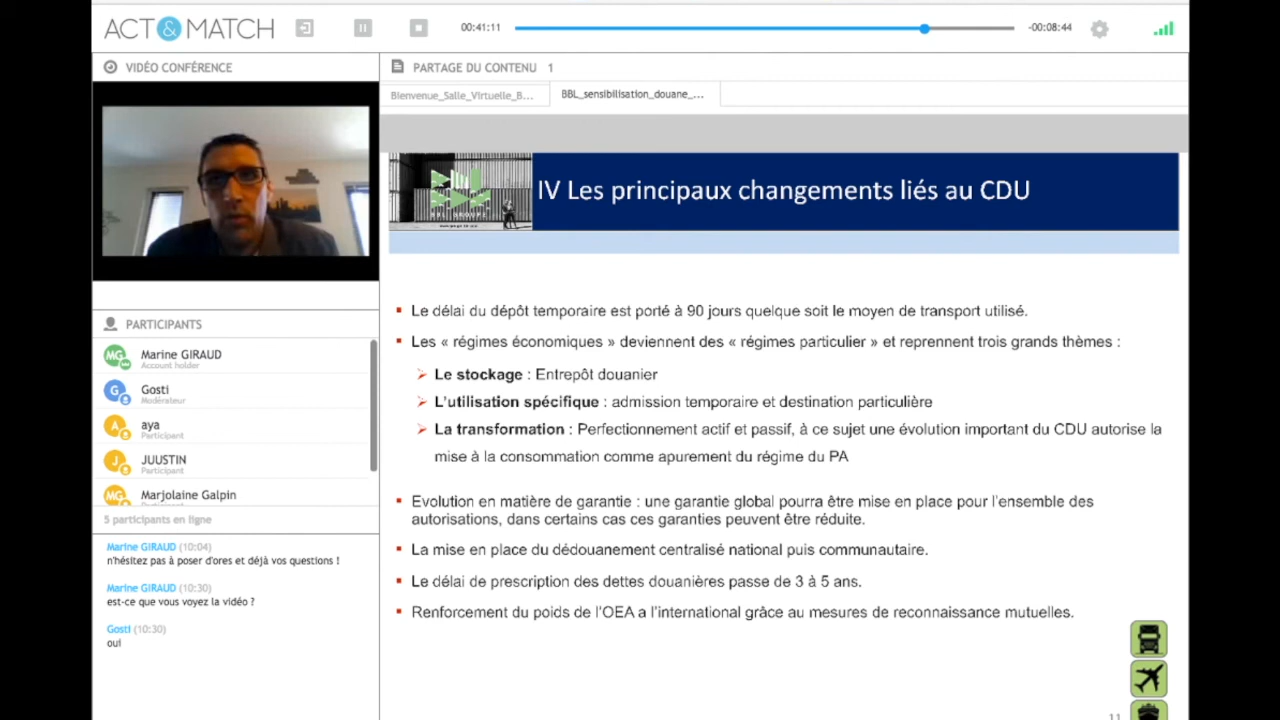 ACT & MATCH
00:41:11
-00:08:44
VIDÉO CONFÉRENCE
PARTAGE DU CONTENU 1
Bienvenue_Salle_Virtuelle_B...
BBL_sensibilisation_douane_...
IV Les principaux changements liés au CDU
Le délai du dépôt temporaire est porté à 90 jours quelque soit le moyen de transport utilisé.
Les « régimes économiques » deviennent des « régimes particulier » et reprennent trois grands thèmes :
Le stockage : Entrepôt douanier
L'utilisation spécifique : admission temporaire et destination particulière
La transformation : Perfectionnement actif et passif, à ce sujet une évolution important du CDU autorise la
mise à la consommation comme apurement du régime du PA
Evolution en matière de garantie : une garantie global pourra être mise en place pour l'ensemble des
autorisations, dans certains cas ces garanties peuvent être réduite.
La mise en place du dédouanement centralisé national puis communautaire.
Le délai de prescription des dettes douanières passe de 3 à 5 ans.
Renforcement du poids de l'OEA a l'international grâce au mesures de reconnaissance mutuelles.
11
PARTICIPANTS
MG
Marine GIRAUD
Account holder
G
Gosti
Modérateur
A
aya
Participant
J
JUUSTIN
Participant
MG
Marjolaine Galpin
5 participants en ligne
Marine GIRAUD (10:04)
n'hésitez pas à poser d'ores et déjà vos questions !
Marine GIRAUD (10:30)
est-ce que vous voyez la vidéo ?
Gosti (10:30)
oui